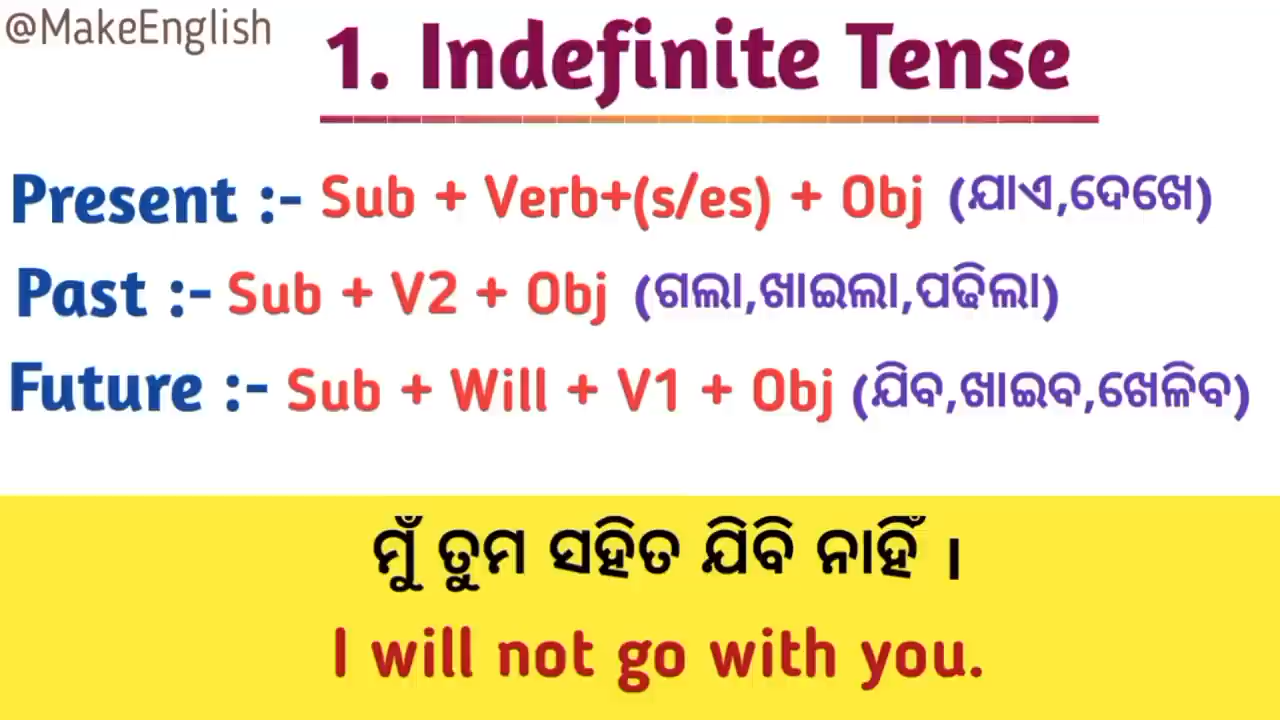 @MakeEnglish
1. Indefinite Tense
Present :- Sub + Verb+(s/es) + Obj (ଯାଏ,ଦେଖେ)
Past :- Sub + V2 + Obj (ଗଲା,ଖାଇଲା,ପଢିଲା)
Future :- Sub + Will + V1 + Obj (ଯିବ,ଖାଇବ,ଖେଳିବ)
ମୁଁ ତୁମ ସହିତ ଯିବି ନାହିଁ ।
I will not go with you.